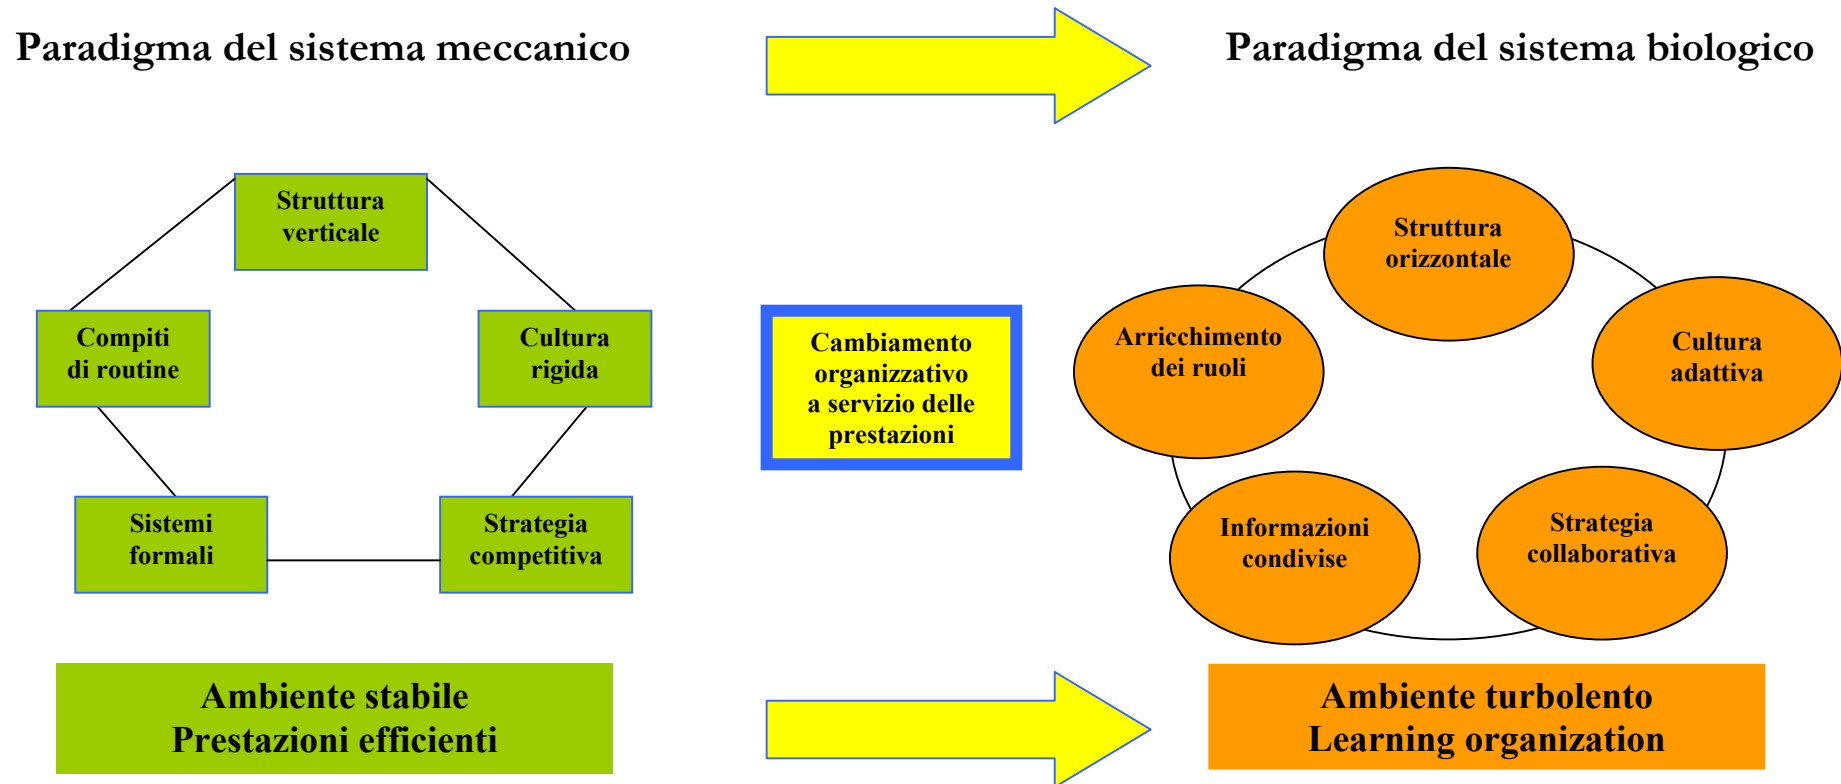 Paradigma del sistema meccanico
Paradigma del sistema biologico
Struttura
verticale
Compiti
di routine
Cultura
rigida
Sistemi
formali
Strategia
competitiva
Cambiamento
organizzativo
a servizio delle
prestazioni
Struttura
orizzontale
Arricchimento
dei ruoli
Cultura
adattiva
Informazioni
condivise
Strategia
collaborativa
Ambiente stabile
Prestazioni efficienti
Ambiente turbolento
Learning organization